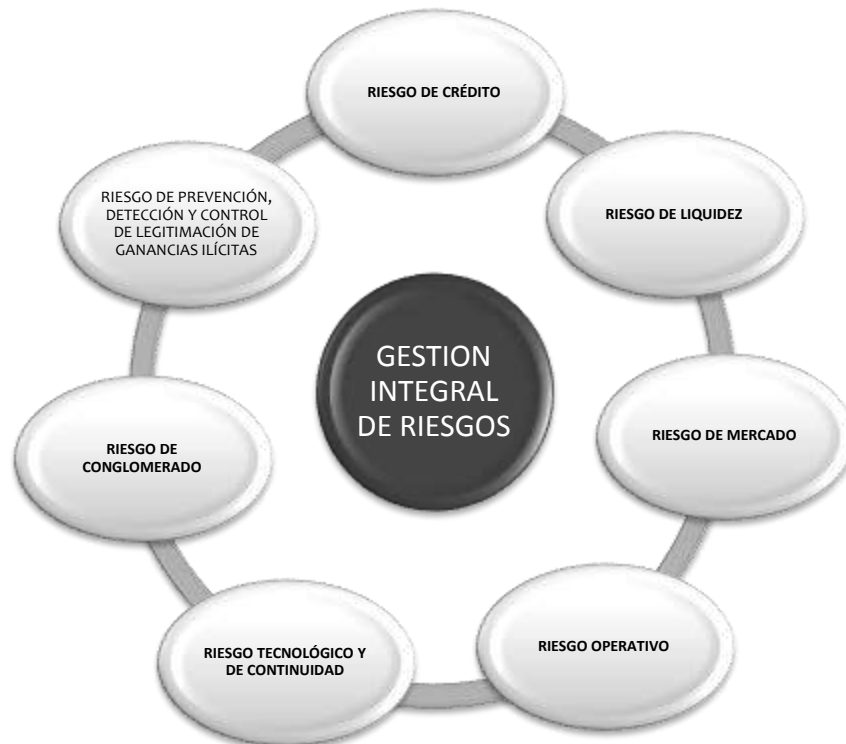 RIESGO DE CRÉDITO
RIESGO DE LIQUIDEZ
RIESGO DE MERCADO
RIESGO OPERATIVO
RIESGO TECNOLÓGICO Y
DE CONTINUIDAD
RIESGO DE
CONGLOMERADO
RIESGO DE PREVENCIÓN,
DETECCIÓN Y CONTROL
DE LEGITIMACIÓN DE
GANANCIAS ILÍCITAS
GESTION
INTEGRAL
DE RIESGOS